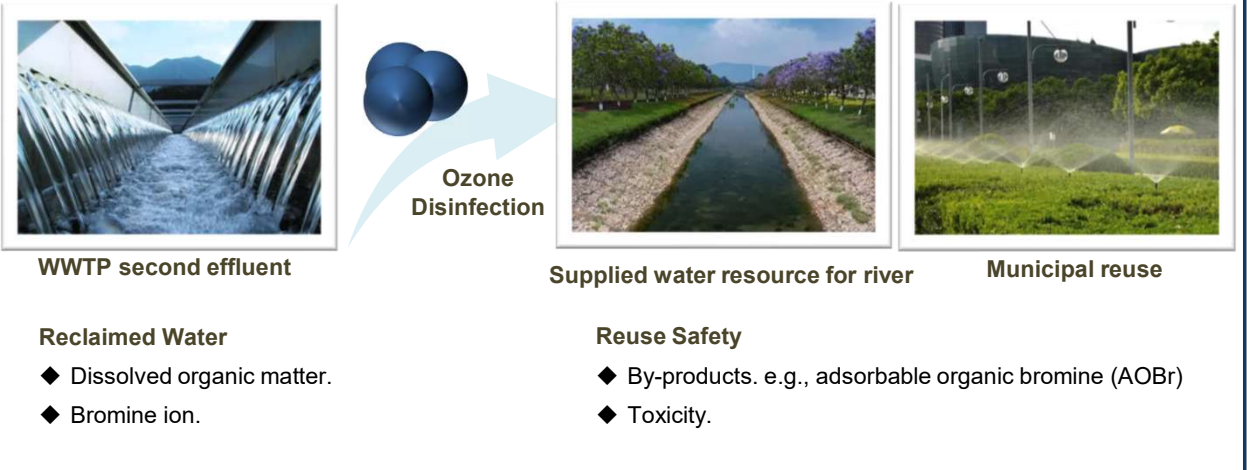 Ozone
Disinfection
WWTP second effluent
Supplied water resource for river
Municipal reuse
Reclaimed Water
◆ Dissolved organic matter.
◆ Bromine ion.
Reuse Safety
◆ By-products. e.g., adsorbable organic bromine (AOBr)
◆ Toxicity.